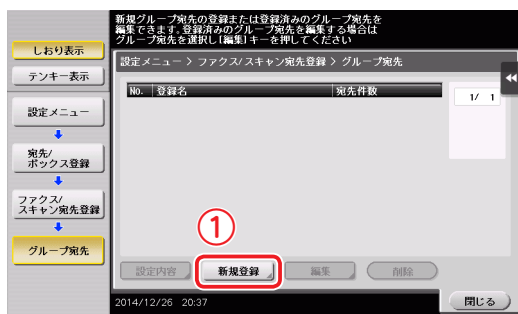 新規グループ宛先の登録または登録済みのグループ宛先を
編集できます。登録済みのグループ宛先を編集する場合は
グループ宛先を選択し[編集]キーを押してください
しおり表示
テンキー表示
設定メニュー
宛先/
ボックス登録
ファクス/
スキャン宛先登録
グループ宛先
設定メニュー > ファクス/スキャン宛先登録 > グループ宛先
No. 登録名 宛先件数
1/ 1
①
設定内容 新規登録 編集 削除
2014/12/26 20:37
閉じる